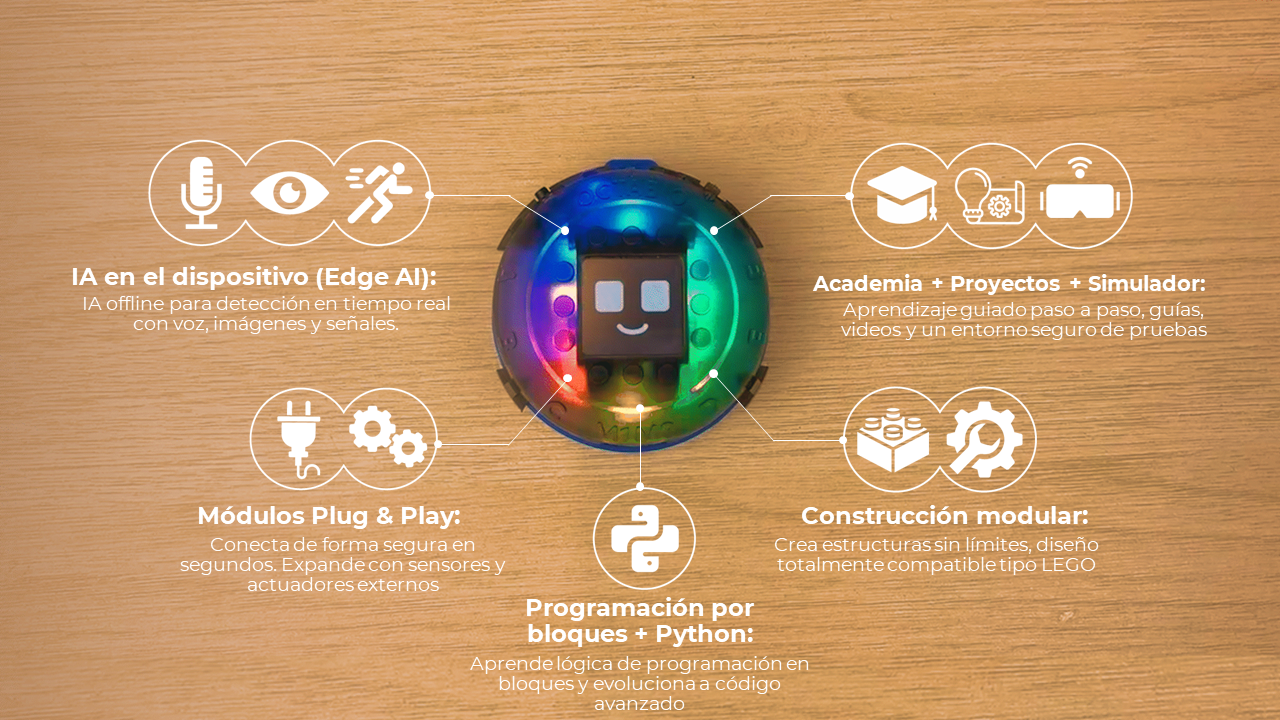 IA en el dispositivo (Edge AI):
IA offline para detección en tiempo real
con voz, imágenes y señales.
Academia + Proyectos + Simulador:
Aprendizaje guiado paso a paso, guías,
videos y un entorno seguro de pruebas
Módulos Plug & Play:
Conecta de forma segura en
segundos. Expande con sensores y
actuadores externos
Construcción modular:
Crea estructuras sin límites, diseño
totalmente compatible tipo LEGO
Programación por
bloques + Python:
Aprende lógica de programación en
bloques y evoluciona a código
avanzado